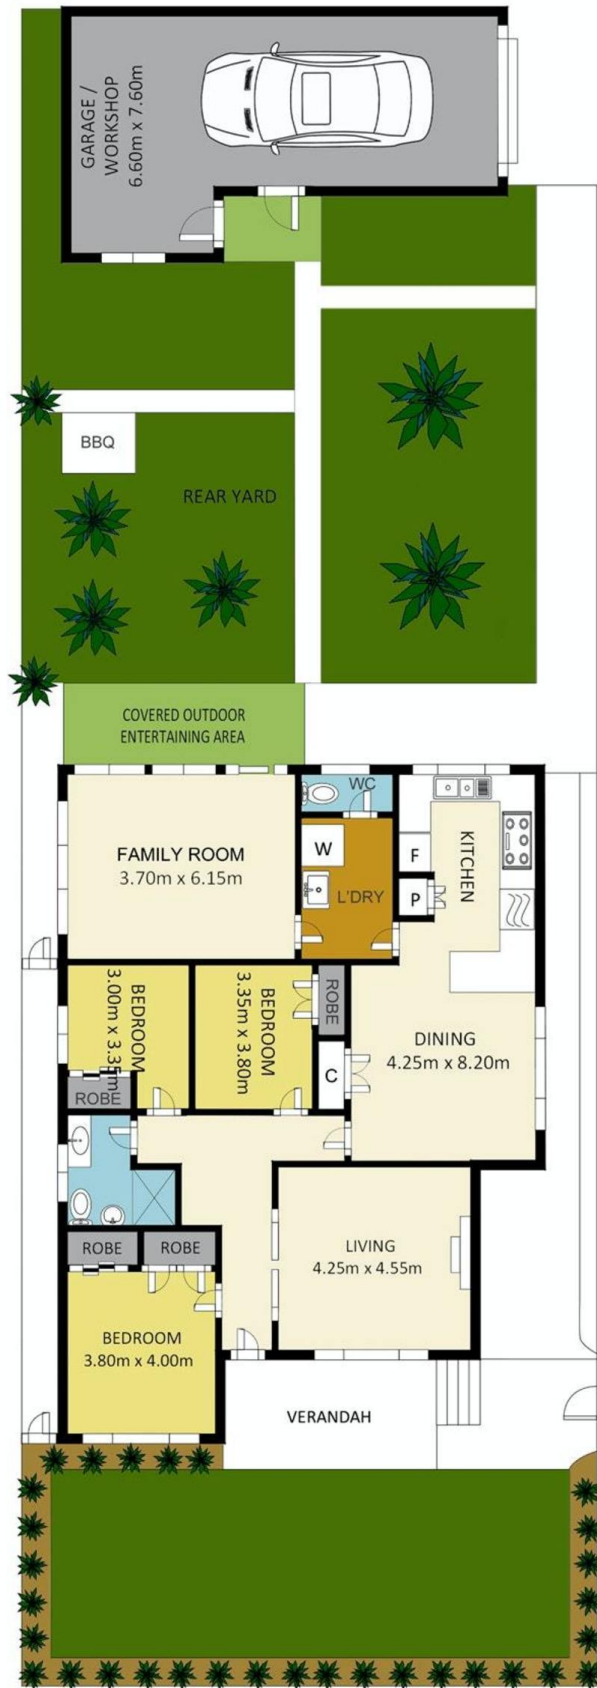 GARAGE /
WORKSHOP
6.60m x 7.60m
BBQ
REAR YARD
COVERED OUTDOOR
ENTERTAINING AREA
WC
FAMILY ROOM
3.70m x 6.15m
W
L'DRY
F
P
KITCHEN
BEDROOM
3.00m x 3.35m
ROBE
BEDROOM
3.35m x 3.80m
ROBE
C
DINING
4.25m x 8.20m
ROBE
ROBE
LIVING
4.25m x 4.55m
BEDROOM
3.80m x 4.00m
VERANDAH